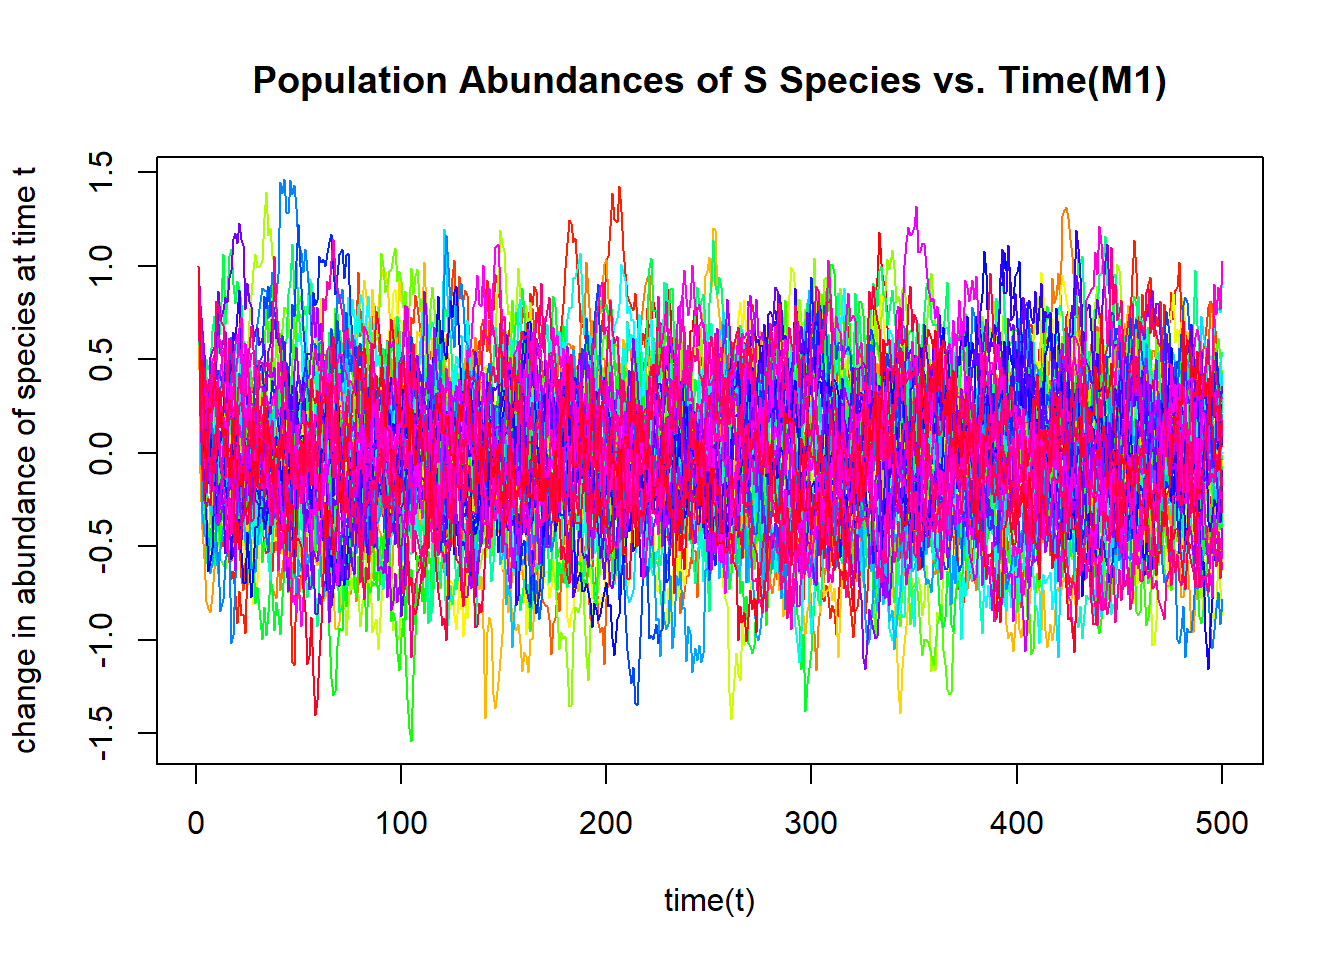 Population Abundances of S Species vs. Time(M1)
change in abundance of species at time t
1.5
1.0
0.5
0.0
-0.5
-1.0
-1.5
0 100 200 300 400 500
time(t)